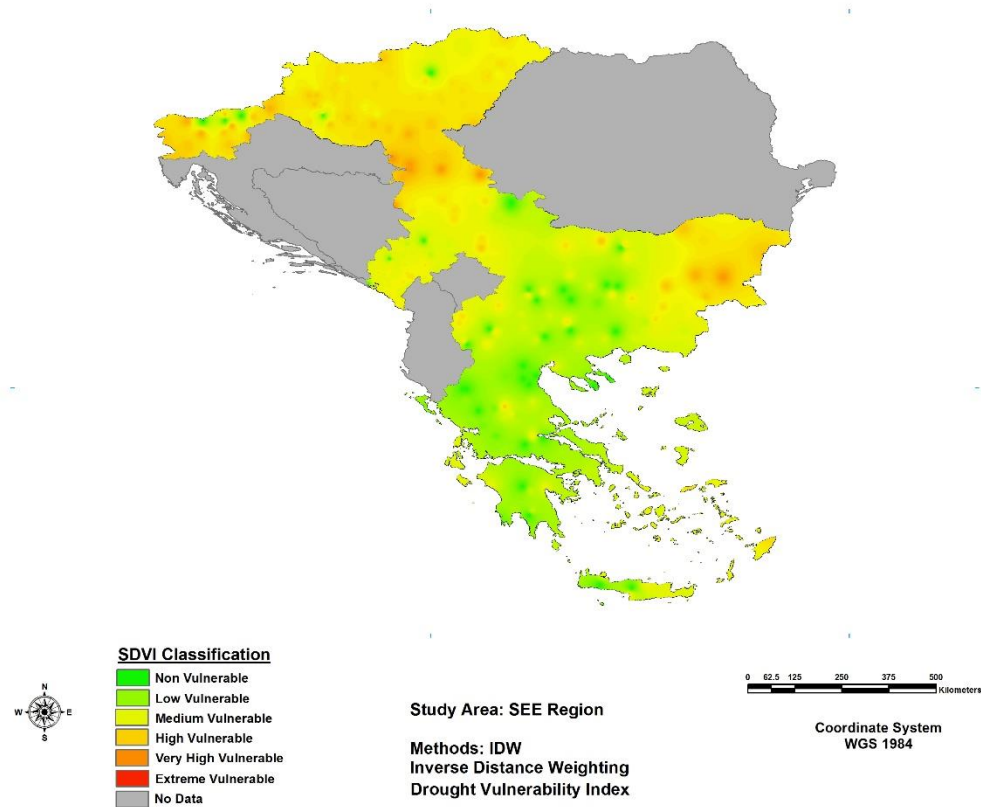 SDVI Classification
Non Vulnerable
Low Vulnerable
Medium Vulnerable
High Vulnerable
Very High Vulnerable
Extreme Vulnerable
No Data
N
W E
S
Study Area: SEE Region
Methods: IDW
Inverse Distance Weighting
Drought Vulnerability Index
0 62.5 125 250 375 500
Kilometers
Coordinate System
WGS 1984